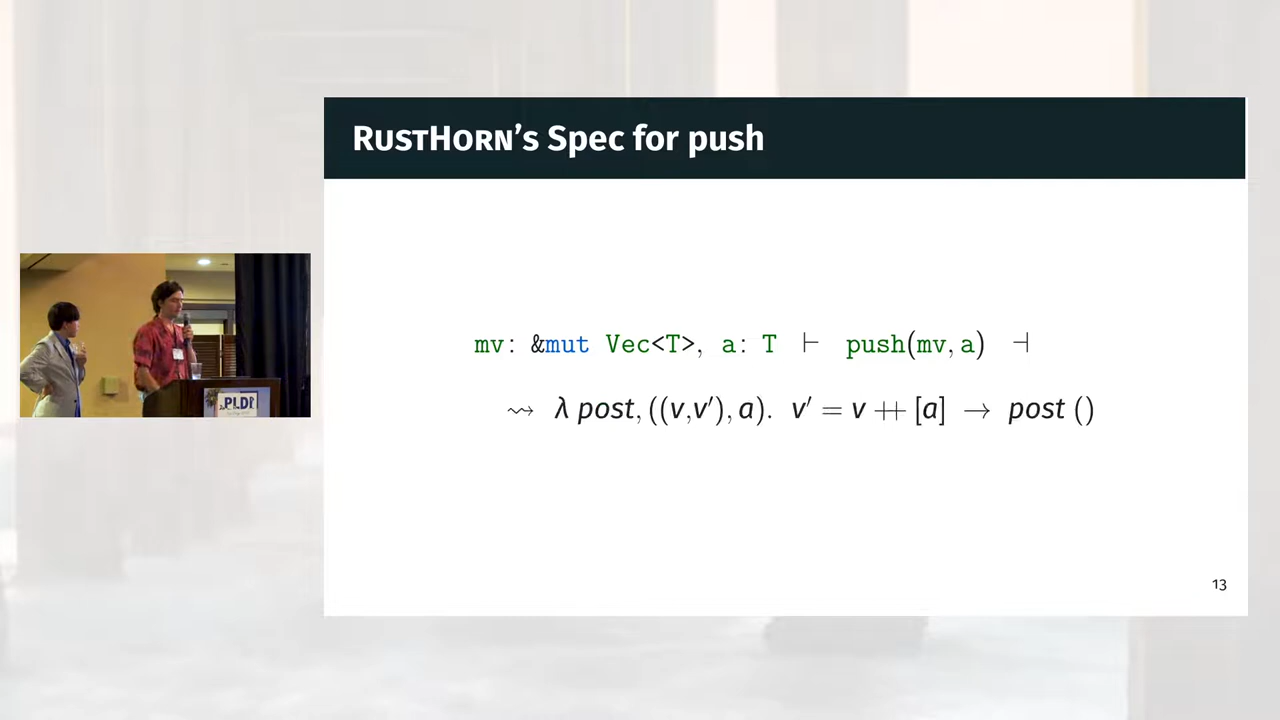 RUSTHORN's Spec for push
mv: &mut Vec<T>, a: T ⊢ push(mv, a) ⊣
⇝ λ post, ((v,v′), a). v′ = v ++ [a] → post ()
13
PLDI